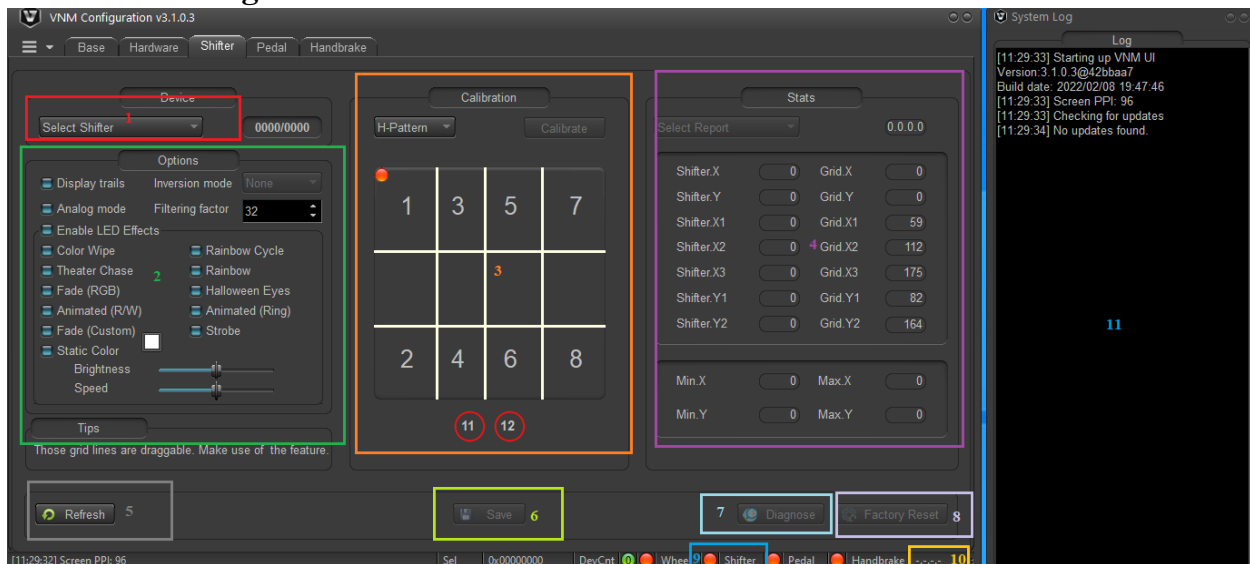 VNM Configuration v3.1.0.3
Base Hardware Shifter Pedal Handbrake
Device
1
Select Shifter 0000/0000
Options
Display trails Inversion mode None
Analog mode Filtering factor 32
Enable LED Effects
Color Wipe Rainbow Cycle
Theater Chase 2 Rainbow
Fade (RGB) Halloween Eyes
Animated (R/W) Animated (Ring)
Fade (Custom) Strobe
Static Color
Brightness
Speed
Tips
Those grid lines are draggable. Make use of the feature.
Calibration
H-Pattern Calibrate
1 3 5 7
3
2 4 6 8
11 12
Stats
Select Report 0.0.0.0
Shifter.X 0 Grid.X 0
Shifter.Y 0 Grid.Y 0
Shifter.X1 0 Grid.X1 59
Shifter.X2 0 4 Grid.X2 112
Shifter.X3 0 Grid.X3 175
Shifter.Y1 0 Grid.Y1 82
Shifter.Y2 0 Grid.Y2 164
Min.X 0 Max.X 0
Min.Y 0 Max.Y 0
Refresh 5
Save 6
7 Diagnose
Factory Reset 8
[11:29:32] Screen PPI: 96 Sel 0x00000000 DevCnt 0 Whee 9 Shifter Pedal Handbrake -.-.-.- 10
System Log
Log
[11:29:33] Starting up VNM UI
Version:3.1.0.3@42bbaa7
Build date: 2022/02/08 19:47:46
[11:29:33] Screen PPI: 96
[11:29:33] Checking for updates
[11:29:34] No updates found.
11